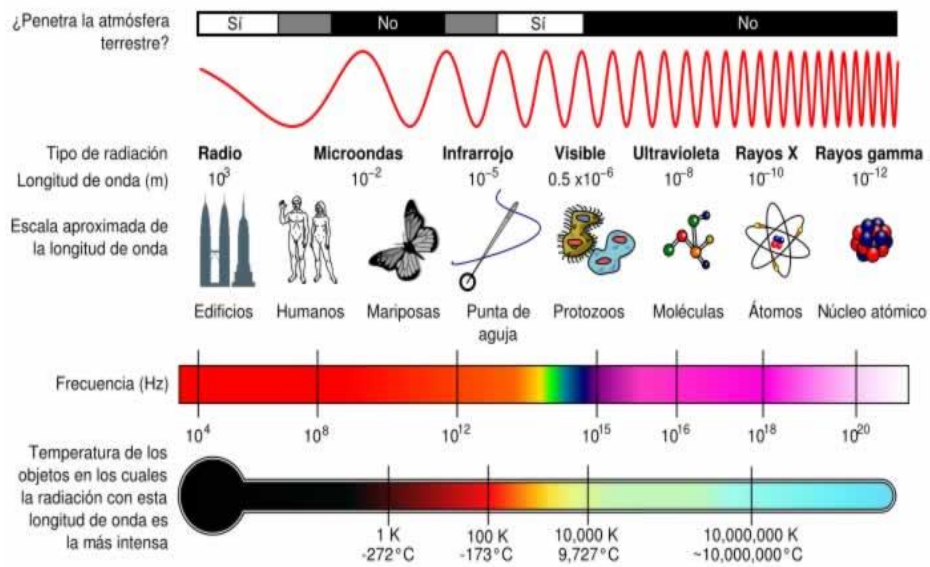 ¿Penetra la atmósfera
terrestre?
Sí
No
Sí
No
Tipo de radiación
Radio
Microondas
Infrarrojo
Visible
Ultravioleta
Rayos X
Rayos gamma
Longitud de onda (m)
10³
10⁻²
10⁻⁵
0.5 x10⁻⁶
10⁻⁸
10⁻¹⁰
10⁻¹²
Escala aproximada de
la longitud de onda
Edificios
Humanos
Mariposas
Punta de
aguja
Protozoos
Moléculas
Átomos
Núcleo atómico
Frecuencia (Hz)
10⁴
10⁸
10¹²
10¹⁵
10¹⁶
10¹⁸
10²⁰
Temperatura de los
objetos en los cuales
la radiación con esta
longitud de onda es
la más intensa
1 K
-272°C
100 K
-173°C
10,000 K
9,727°C
10,000,000 K
~10,000,000°C